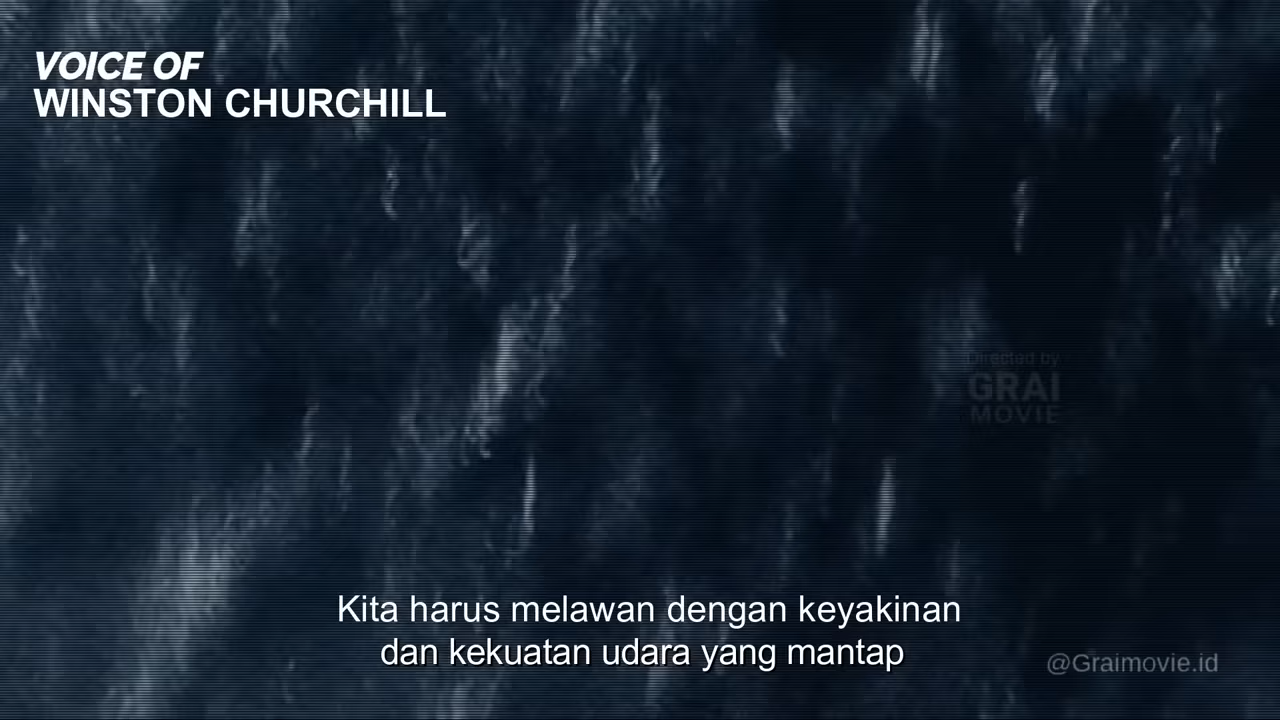 VOICE OF
WINSTON CHURCHILL
Directed by
GRAI
MOVIE
Kita harus melawan dengan keyakinan
dan kekuatan udara yang mantap
@Graimovie.id